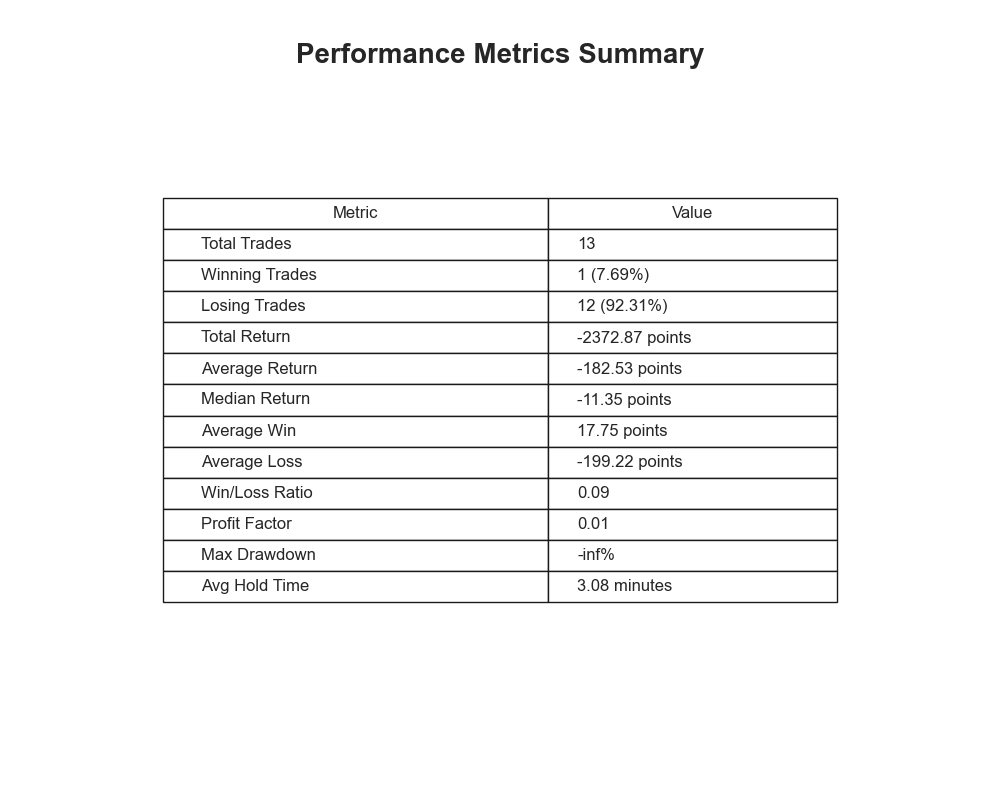 Performance Metrics Summary
Metric Value
Total Trades 13
Winning Trades 1 (7.69%)
Losing Trades 12 (92.31%)
Total Return -2372.87 points
Average Return -182.53 points
Median Return -11.35 points
Average Win 17.75 points
Average Loss -199.22 points
Win/Loss Ratio 0.09
Profit Factor 0.01
Max Drawdown -inf%
Avg Hold Time 3.08 minutes